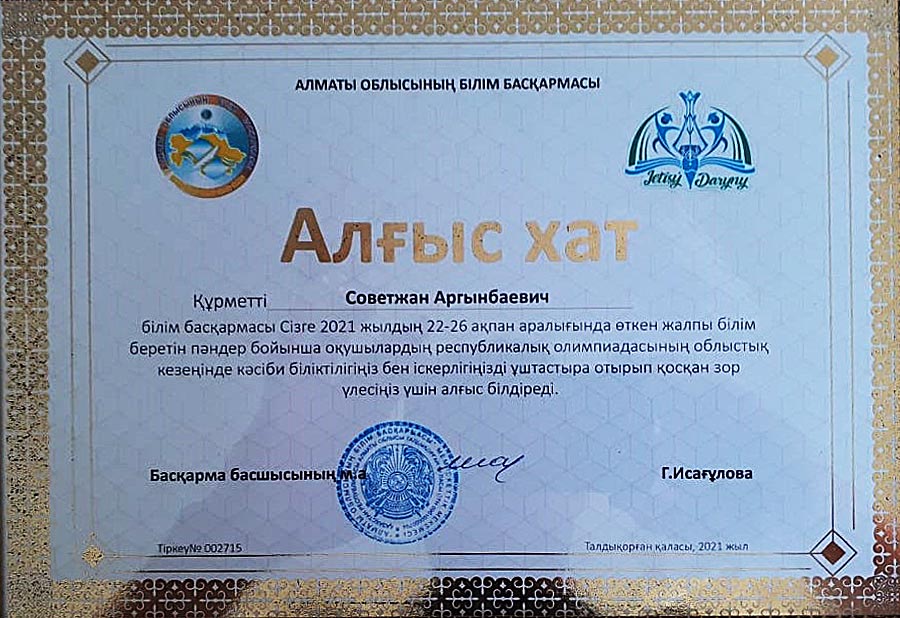 АЛМАТЫ ОБЛЫСЫНЫҢ БІЛІМ БАСҚАРМАСЫ
Jetisý Daryny
Алғыс хат
Құрметті Советжан Аргынбаевич
білім басқармасы Сізге 2021 жылдың 22-26 ақпан аралығында өткен жалпы білім
беретін пәндер бойынша оқушылардың республикалық олимпиадасының облыстық
кезеңінде кәсіби біліктілігіңіз бен іскерлігіңізді ұштастыра отырып қосқан зор
үлесіңіз үшін алғыс білдіреді.
Басқарма басшысының м.а Г.Исағұлова
Тіркеу№ 002715 Талдықорған қаласы, 2021 жыл